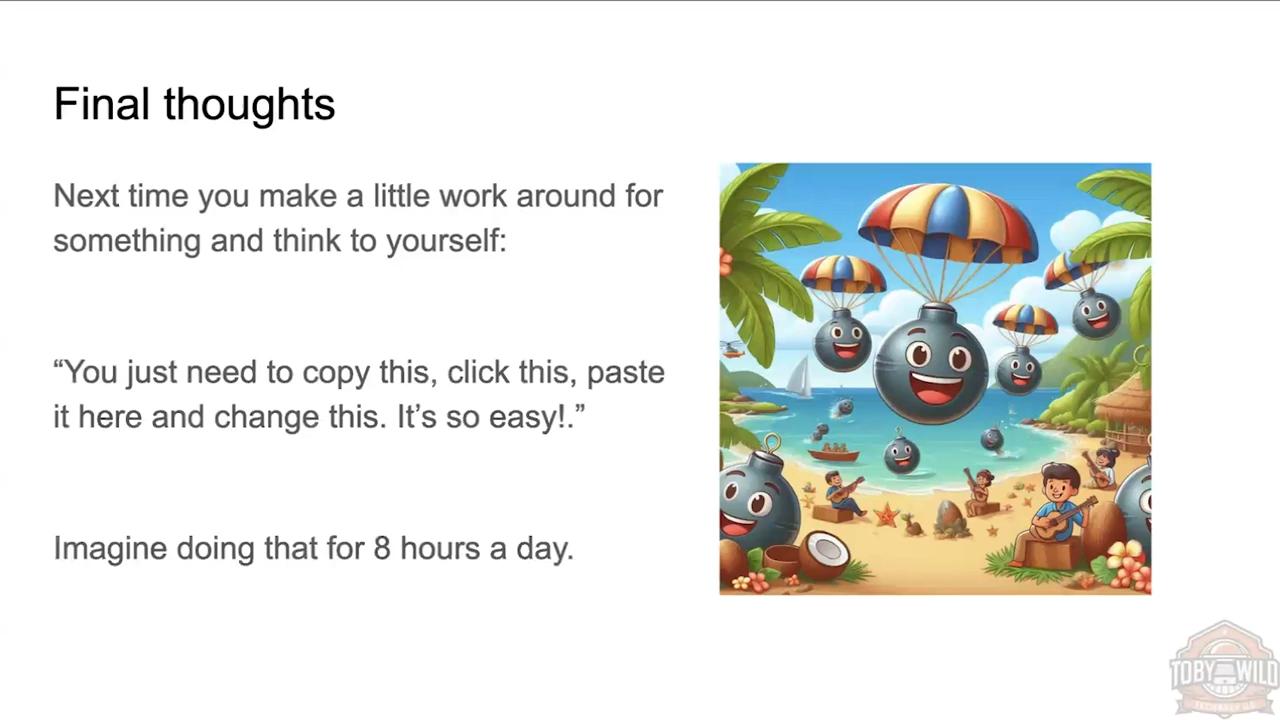 Final thoughts
Next time you make a little work around for
something and think to yourself:
“You just need to copy this, click this, paste
it here and change this. It’s so easy!.”
Imagine doing that for 8 hours a day.
TOBY WILD